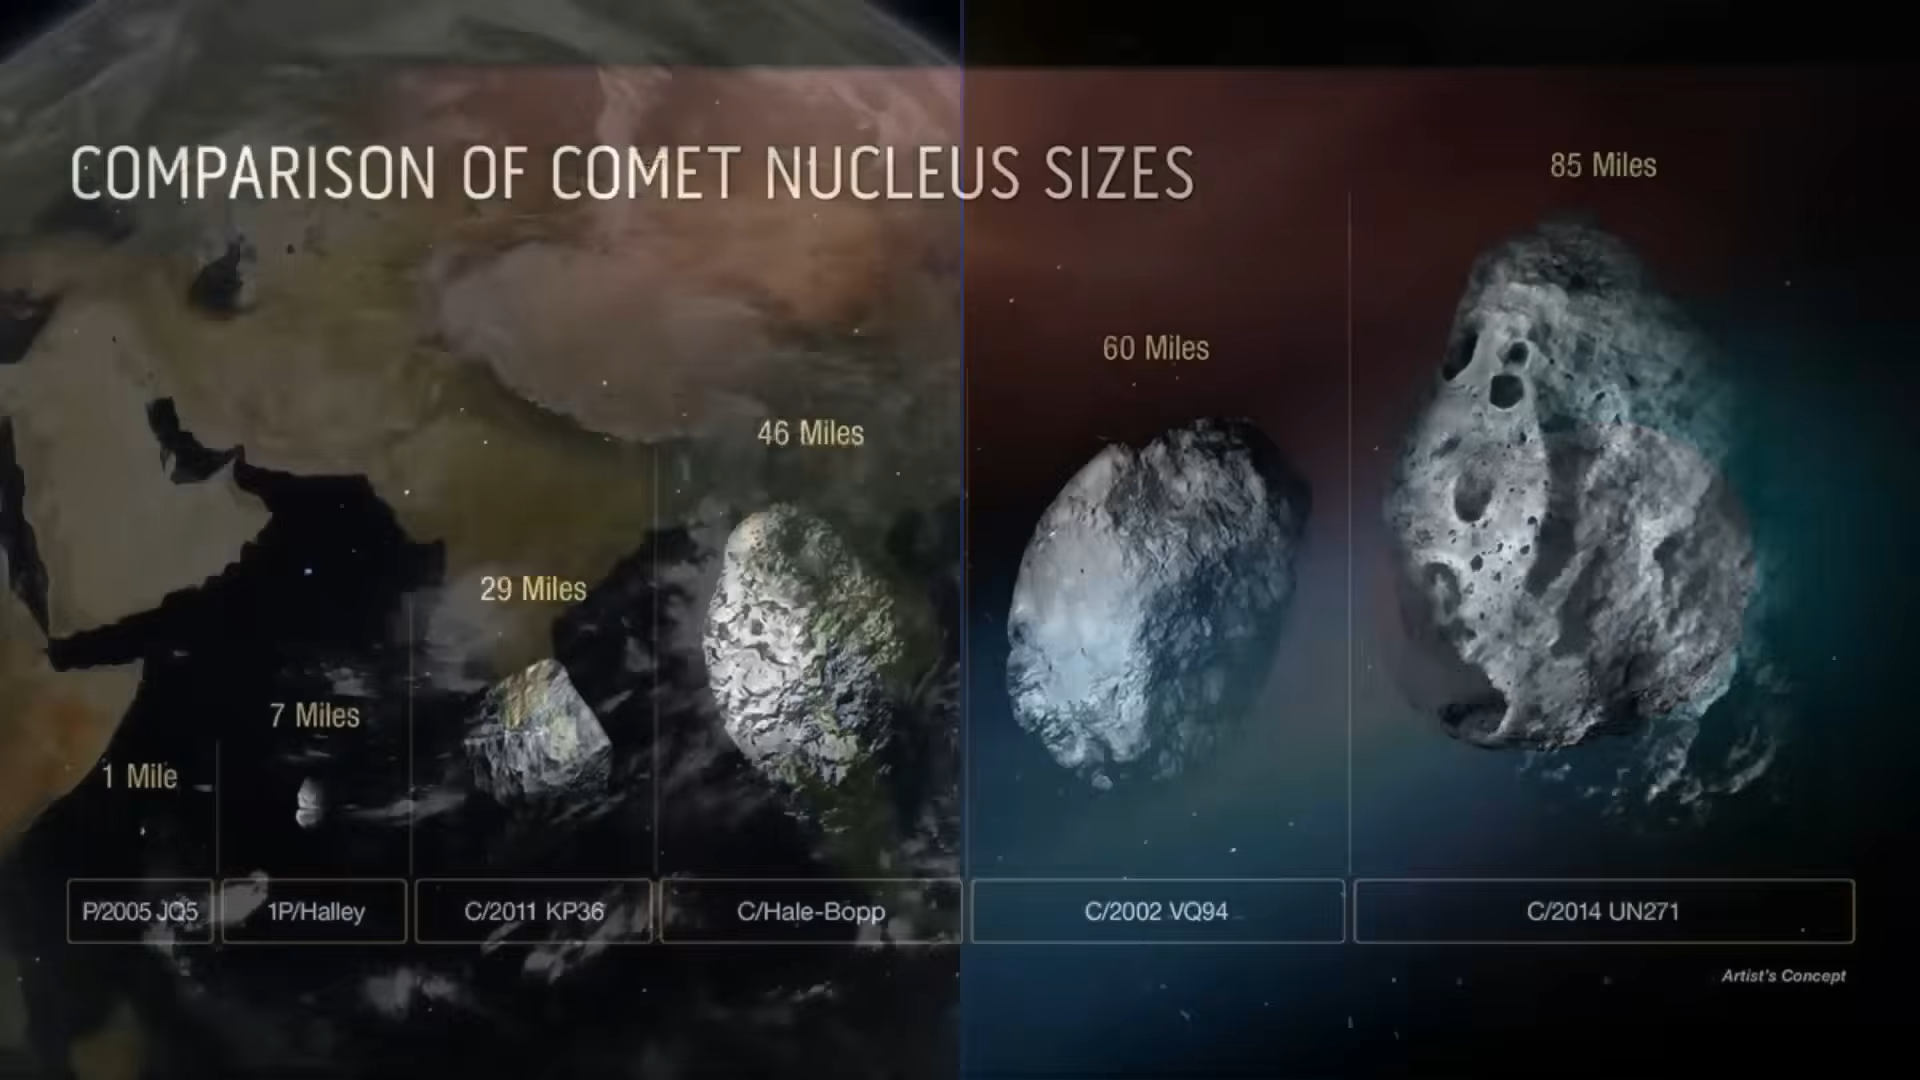 COMPARISON OF COMET NUCLEUS SIZES
1 Mile
7 Miles
29 Miles
46 Miles
60 Miles
85 Miles
P/2005 JQ5
1P/Halley
C/2011 KP36
C/Hale-Bopp
C/2002 VQ94
C/2014 UN271
Artist's Concept